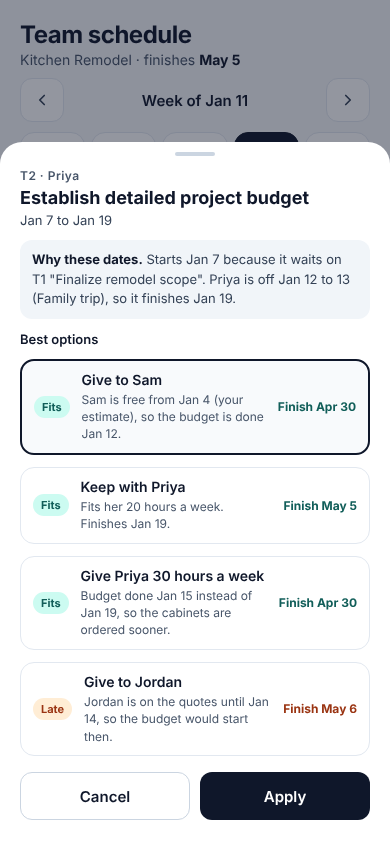 Team schedule
Kitchen Remodel · finishes May 5
Week of Jan 11
T2 · Priya
Establish detailed project budget
Jan 7 to Jan 19
Why these dates. Starts Jan 7 because it waits on
T1 "Finalize remodel scope". Priya is off Jan 12 to 13
(Family trip), so it finishes Jan 19.
Best options
Give to Sam
Fits
Sam is free from Jan 4 (your
estimate), so the budget is done
Jan 12.
Finish Apr 30
Keep with Priya
Fits
Fits her 20 hours a week.
Finishes Jan 19.
Finish May 5
Give Priya 30 hours a week
Fits
Budget done Jan 15 instead of
Jan 19, so the cabinets are
ordered sooner.
Finish Apr 30
Give to Jordan
Late
Jordan is on the quotes until Jan
14, so the budget would start
then.
Finish May 6
Cancel
Apply